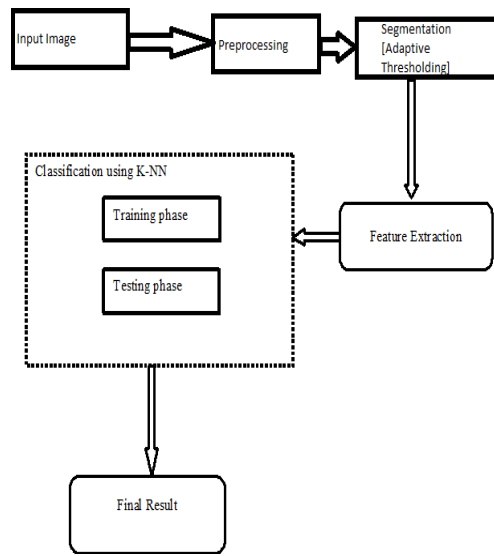 Input Image
Preprocessing
Segmentation
[Adaptive
Thresholding]
Classification using K-NN
Training phase
Testing phase
Feature Extraction
Final Result